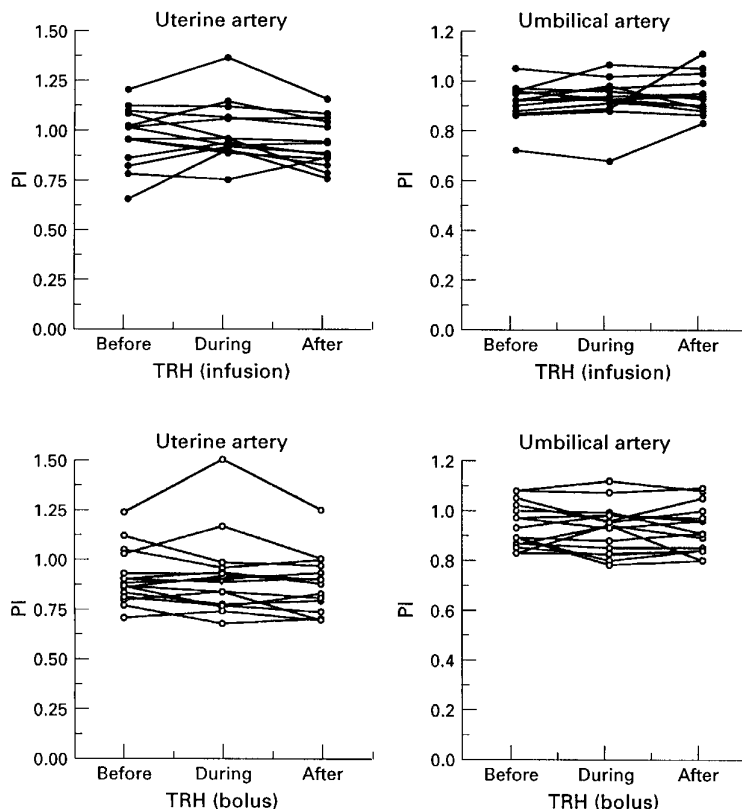 Uterine artery
1.50
1.25
1.00
0.75
0.50
0.25
0.00
PI
Before During After
TRH (infusion)
Umbilical artery
1.2
1.0
0.8
0.6
0.4
0.2
0.0
PI
Before During After
TRH (infusion)
Uterine artery
1.50
1.25
1.00
0.75
0.50
0.25
0.00
PI
Before During After
TRH (bolus)
Umbilical artery
1.2
1.0
0.8
0.6
0.4
0.2
0.0
PI
Before During After
TRH (bolus)